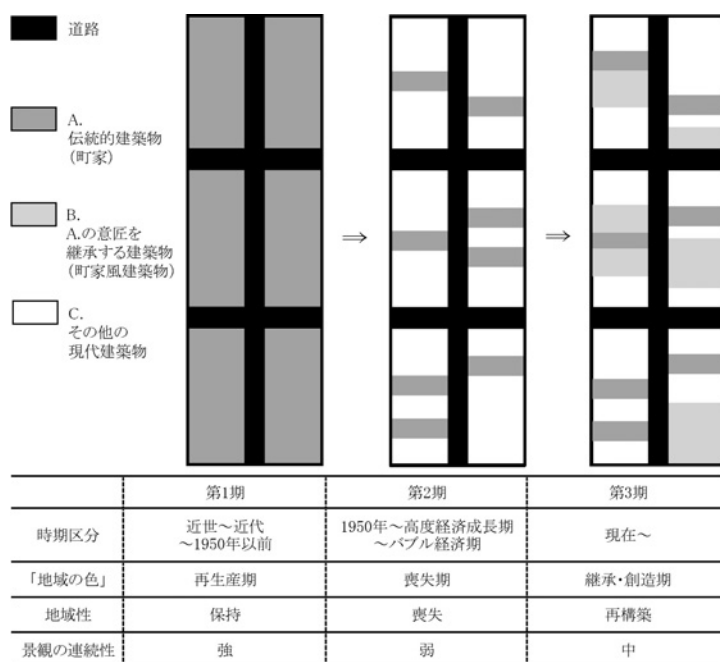 道路
A.
伝統的建築物
(町家)
B.
A.の意匠を
継承する建築物
(町家風建築物)
C.
その他の
現代建築物
⇒
⇒
第1期
第2期
第3期
時期区分
近世～近代
～1950年以前
1950年～高度経済成長期
～バブル経済期
現在～
「地域の色」
再生産期
喪失期
継承・創造期
地域性
保持
喪失
再構築
景観の連続性
強
弱
中